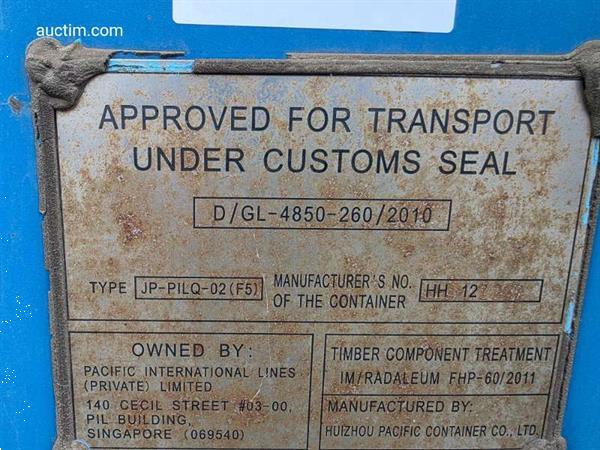 auctim.com
APPROVED FOR TRANSPORT
UNDER CUSTOMS SEAL
D/GL-4850-260/2010
TYPE JP-PILQ-02(F5)
MANUFACTURER'S NO.
OF THE CONTAINER
HH 12
OWNED BY:
PACIFIC INTERNATIONAL LINES
(PRIVATE) LIMITED
140 CECIL STREET #03-00,
PIL BUILDING,
SINGAPORE (069540)
TIMBER COMPONENT TREATMENT
IM/RADALEUM FHP-60/2011
MANUFACTURED BY:
HUIZHOU PACIFIC CONTAINER CO., LTD.